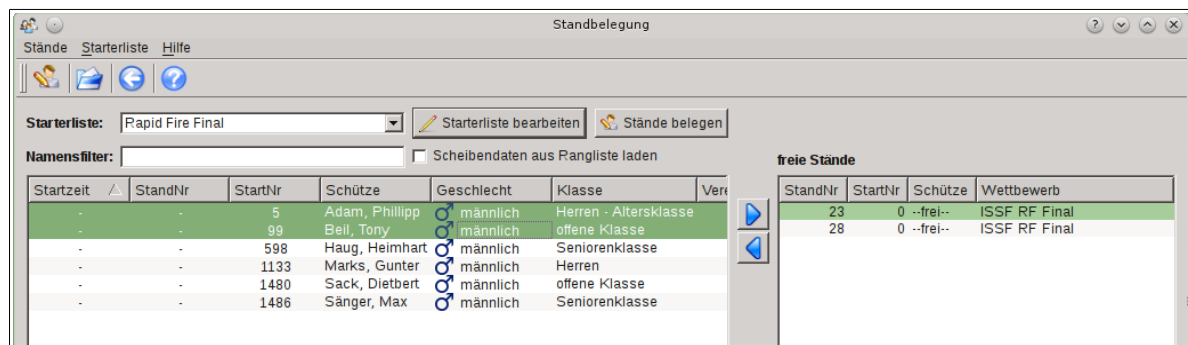 Standbelegung
Stände Starterliste Hilfe
Starterliste: Rapid Fire Final Starterliste bearbeiten Stände belegen
Namensfilter: Scheibendaten aus Rangliste laden
freie Stände
Startzeit StandNr StartNr Schütze Geschlecht Klasse Vere StandNr StartNr Schütze Wettbewerb
- - 5 Adam, Phillipp männlich Herren - Altersklasse 23 0 --frei-- ISSF RF Final
- - 99 Beil, Tony männlich offene Klasse 28 0 --frei-- ISSF RF Final
- - 598 Haug, Heimhart männlich Seniorenklasse
- - 1133 Marks, Gunter männlich Herren
- - 1480 Sack, Dietbert männlich offene Klasse
- - 1486 Sänger, Max männlich Seniorenklasse